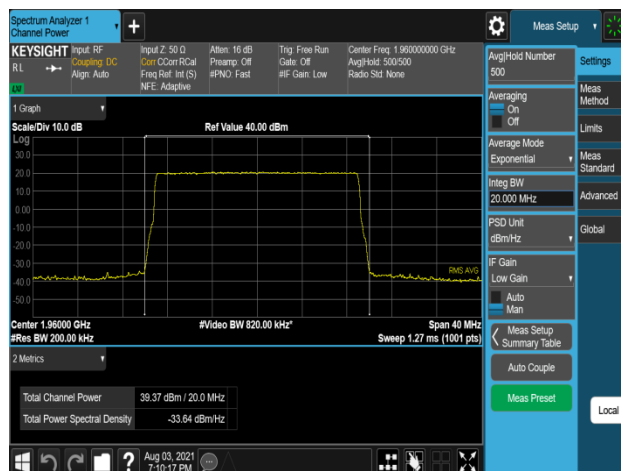 Spectrum Analyzer 1
Channel Power
Meas Setup
KEYSIGHT
RL
LXI
Input: RF
Coupling: DC
Align: Auto
Input Z: 50 Ω
Corr CCorr RCal
Freq Ref: Int (S)
NFE: Adaptive
Atten: 16 dB
Preamp: Off
#PNO: Fast
Trig: Free Run
Gate: Off
#IF Gain: Low
Center Freq: 1.960000000 GHz
Avg|Hold: 500/500
Radio Std: None
1 Graph
Scale/Div 10.0 dB
Ref Value 40.00 dBm
Log
30.0
20.0
10.0
0.00
-10.0
-20.0
-30.0
-40.0
-50.0
RMS AVG
Center 1.96000 GHz
#Video BW 820.00 kHz*
Span 40 MHz
#Res BW 200.00 kHz
Sweep 1.27 ms (1001 pts)
2 Metrics
Total Channel Power
39.37 dBm / 20.0 MHz
Total Power Spectral Density
-33.64 dBm/Hz
Aug 03, 2021
7:10:17 PM
Avg|Hold Number
500
Averaging
On
Off
Average Mode
Exponential
Integ BW
20.000 MHz
PSD Unit
dBm/Hz
IF Gain
Low Gain
Auto
Man
Meas Setup
Summary Table
Auto Couple
Meas Preset
Settings
Meas
Method
Limits
Meas
Standard
Advanced
Global
Local